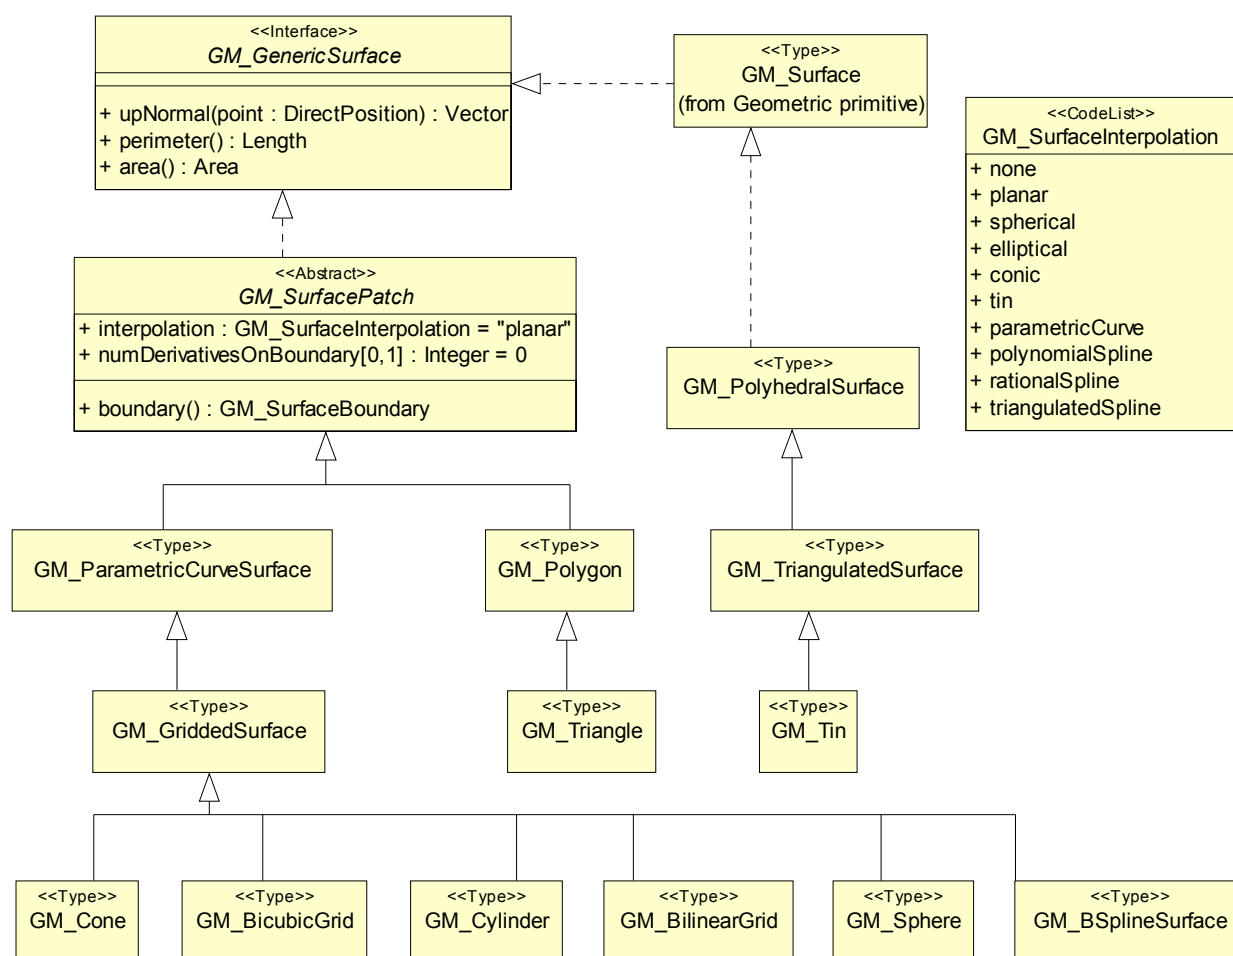 <<Interface>>
GM_GenericSurface
+ upNormal(point : DirectPosition) : Vector
+ perimeter() : Length
+ area() : Area
<<Type>>
GM_Surface
(from Geometric primitive)
<<CodeList>>
GM_SurfaceInterpolation
+ none
+ planar
+ spherical
+ elliptical
+ conic
+ tin
+ parametricCurve
+ polynomialSpline
+ rationalSpline
+ triangulatedSpline
<<Abstract>>
GM_SurfacePatch
+ interpolation : GM_SurfaceInterpolation = "planar"
+ numDerivativesOnBoundary[0,1] : Integer = 0
+ boundary() : GM_SurfaceBoundary
<<Type>>
GM_PolyhedralSurface
<<Type>>
GM_ParametricCurveSurface
<<Type>>
GM_Polygon
<<Type>>
GM_TriangulatedSurface
<<Type>>
GM_GriddedSurface
<<Type>>
GM_Triangle
<<Type>>
GM_Tin
<<Type>>
GM_Cone
<<Type>>
GM_BicubicGrid
<<Type>>
GM_Cylinder
<<Type>>
GM_BilinearGrid
<<Type>>
GM_Sphere
<<Type>>
GM_BSplineSurface